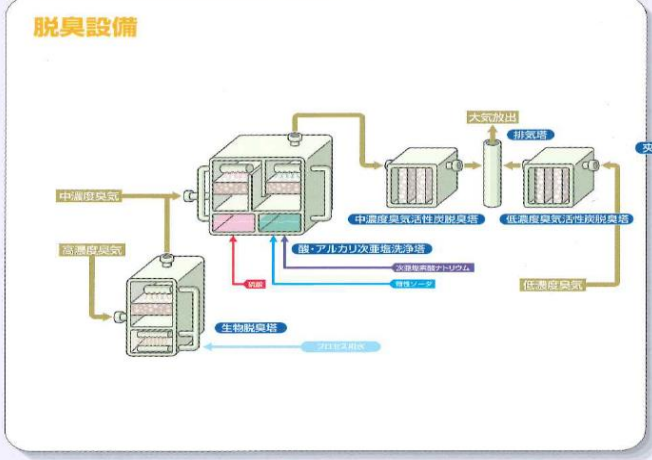 脱臭設備
大気放出
排気塔
中濃度臭気
中濃度臭気活性炭脱臭塔
低濃度臭気活性炭脱臭塔
高濃度臭気
酸・アルカリ次亜塩洗浄塔
次亜塩素酸ナトリウム
硫酸
苛性ソーダ
低濃度臭気
生物脱臭塔
プロセス用水